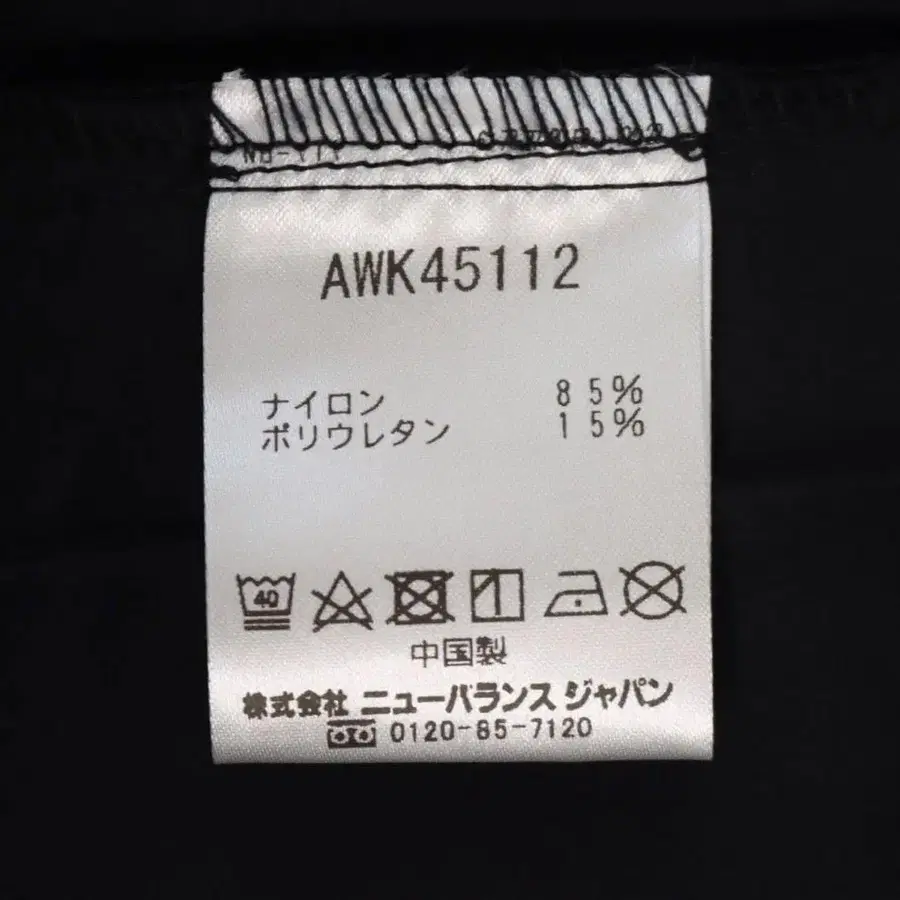 AWK45112
ナイロン 85%
ポリウレタン 15%
40
中国製
株式会社 ニューバランス ジャパン
0120-85-7120